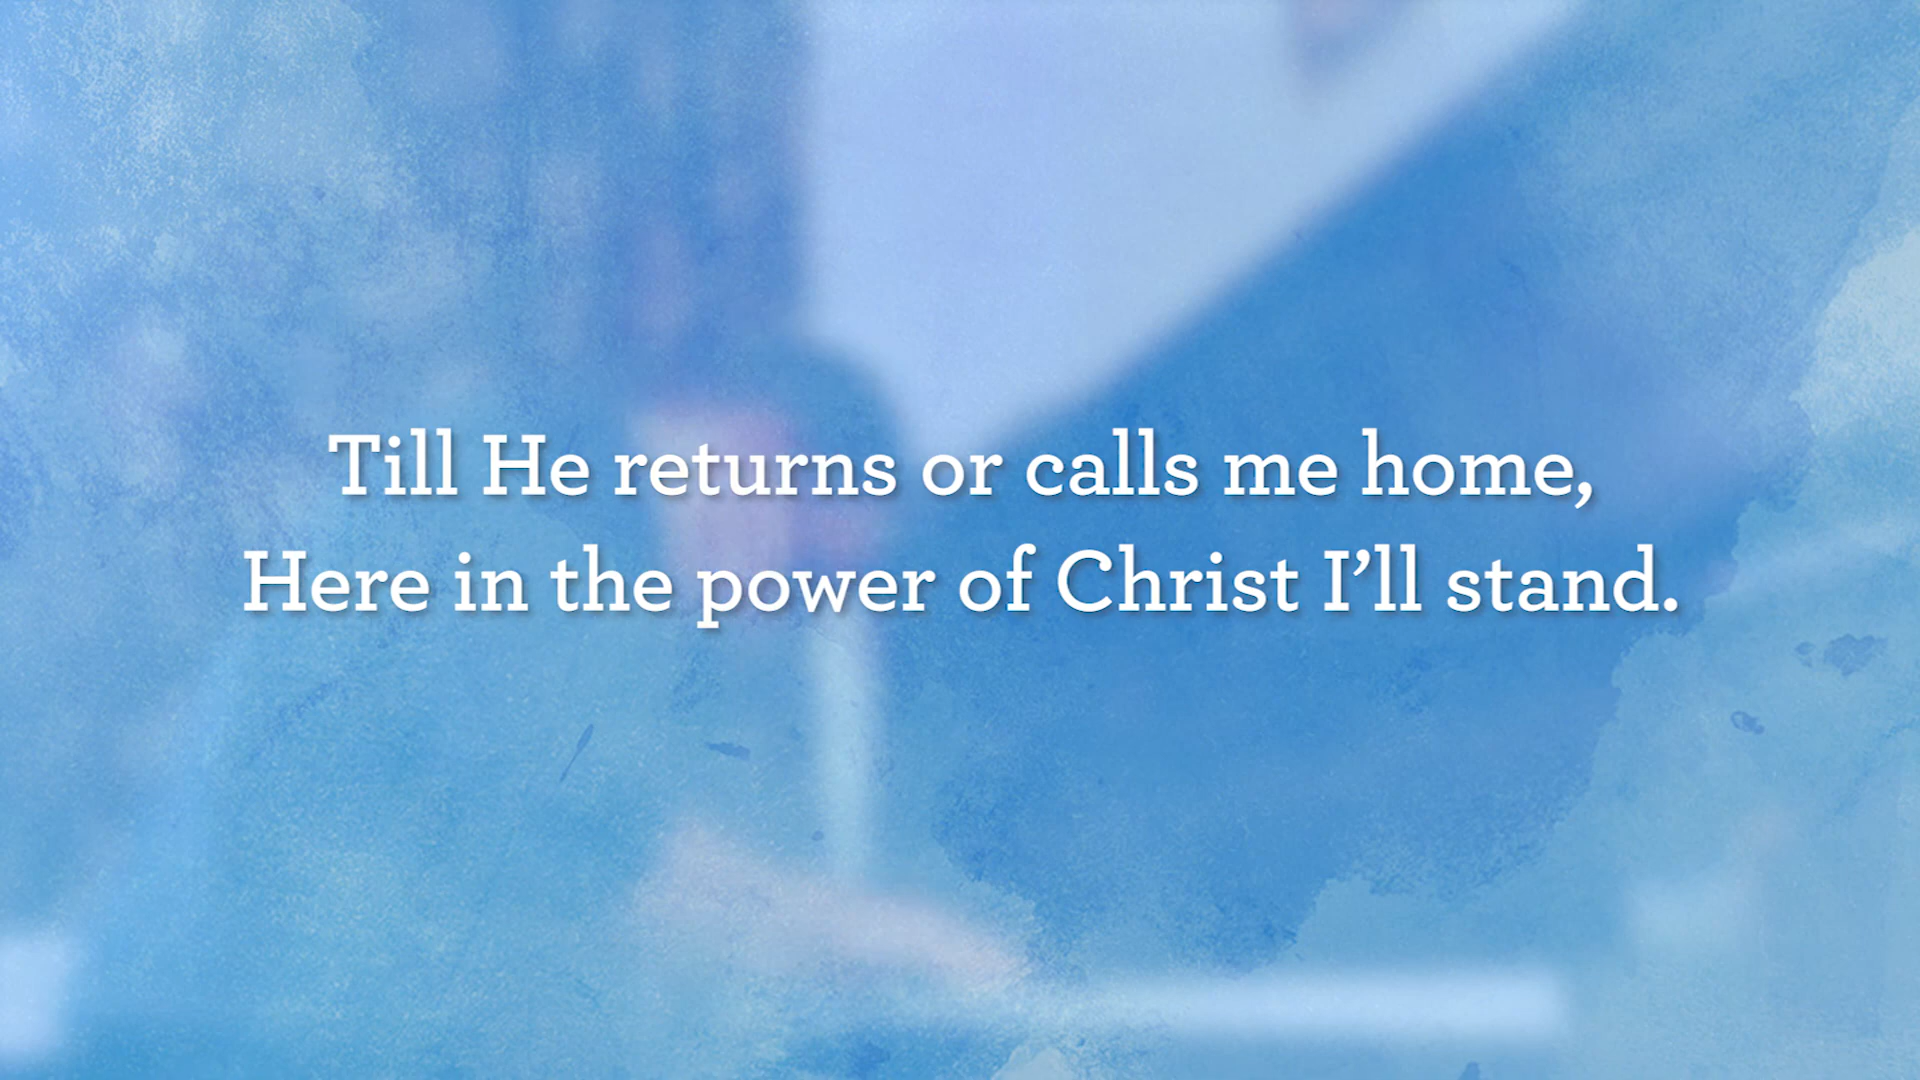 Till He returns or calls me home,
Here in the power of Christ I’ll stand.